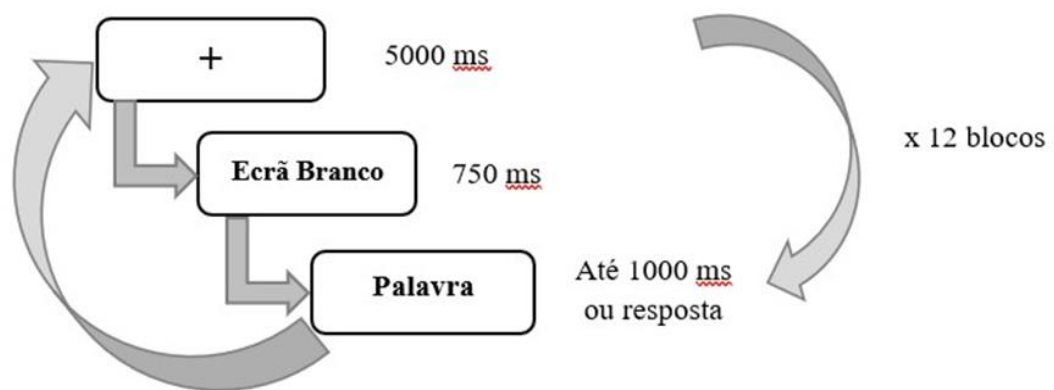 +
5000 ms
Ecrã Branco
750 ms
x 12 blocos
Palavra
Até 1000 ms
ou resposta